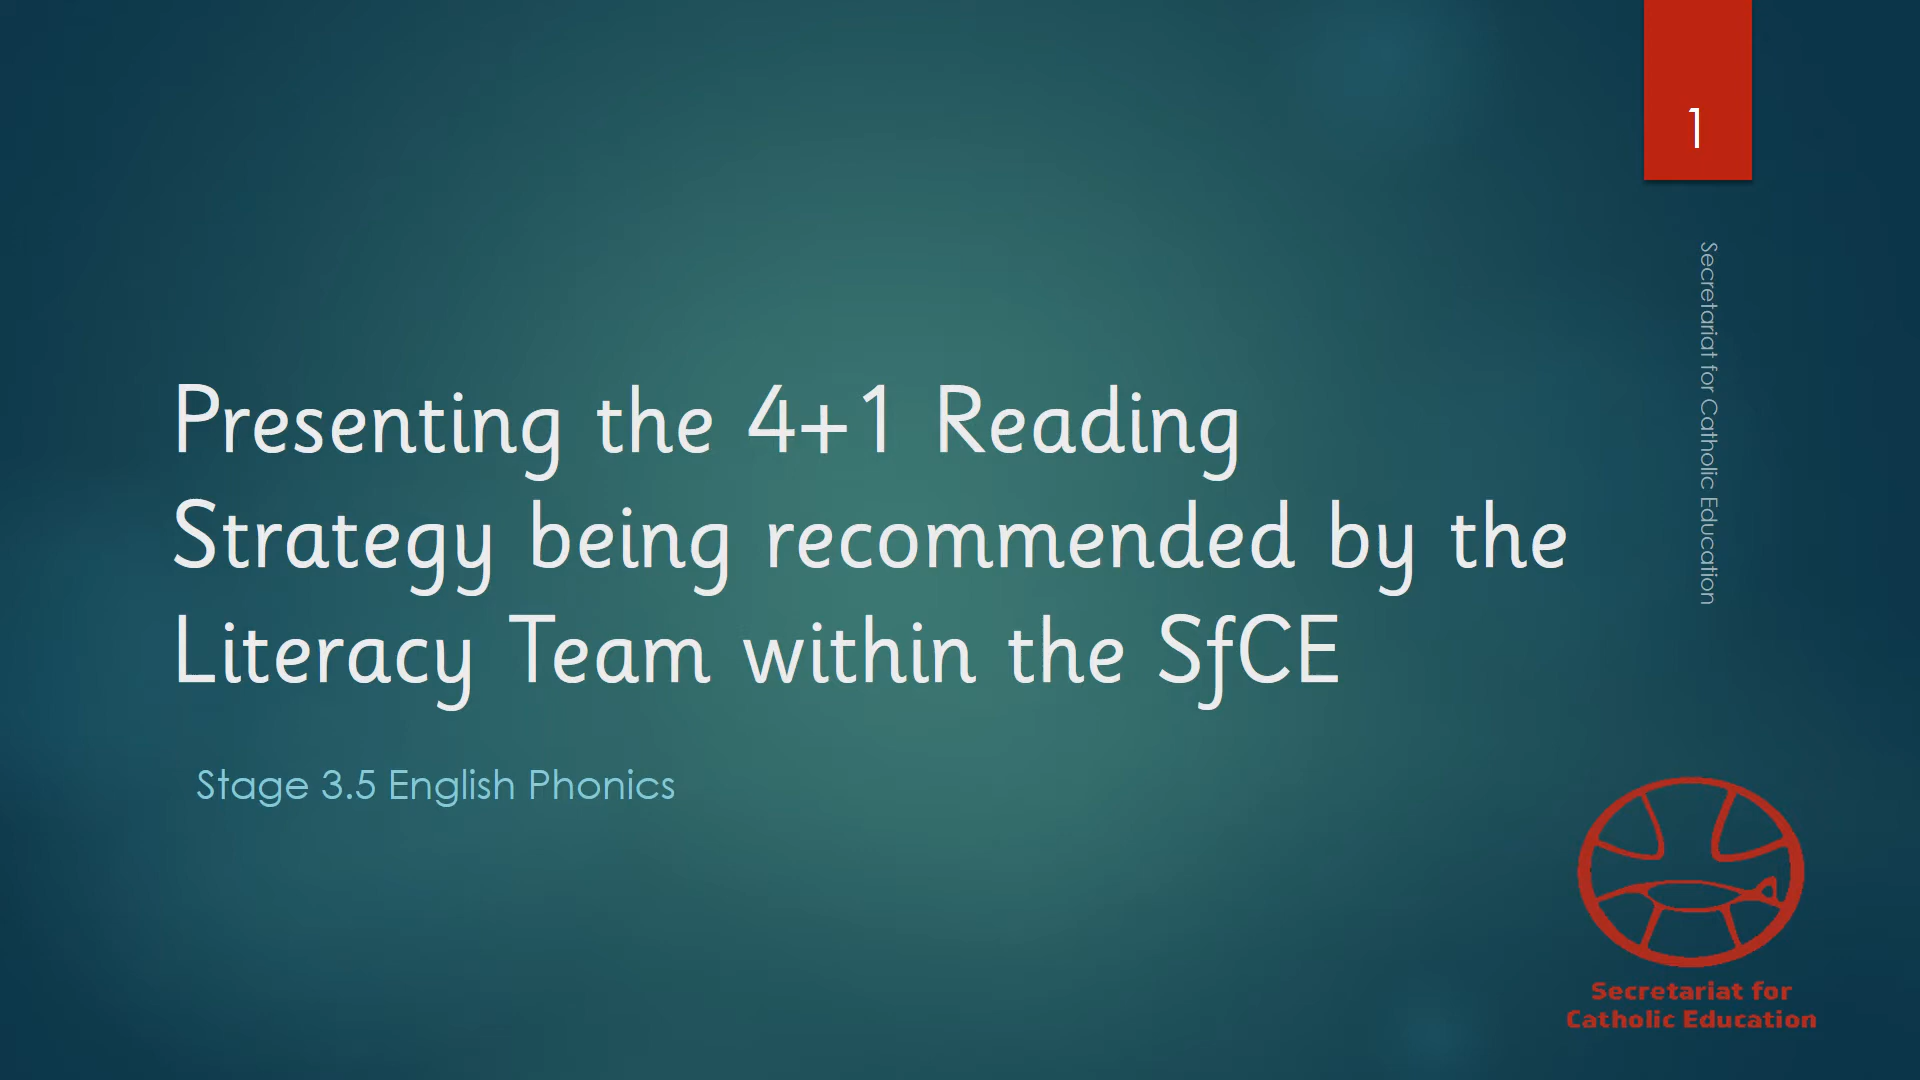 1
Secretariat for Catholic Education
Presenting the 4+1 Reading
Strategy being recommended by the
Literacy Team within the SfCE
Stage 3.5 English Phonics
Secretariat for
Catholic Education